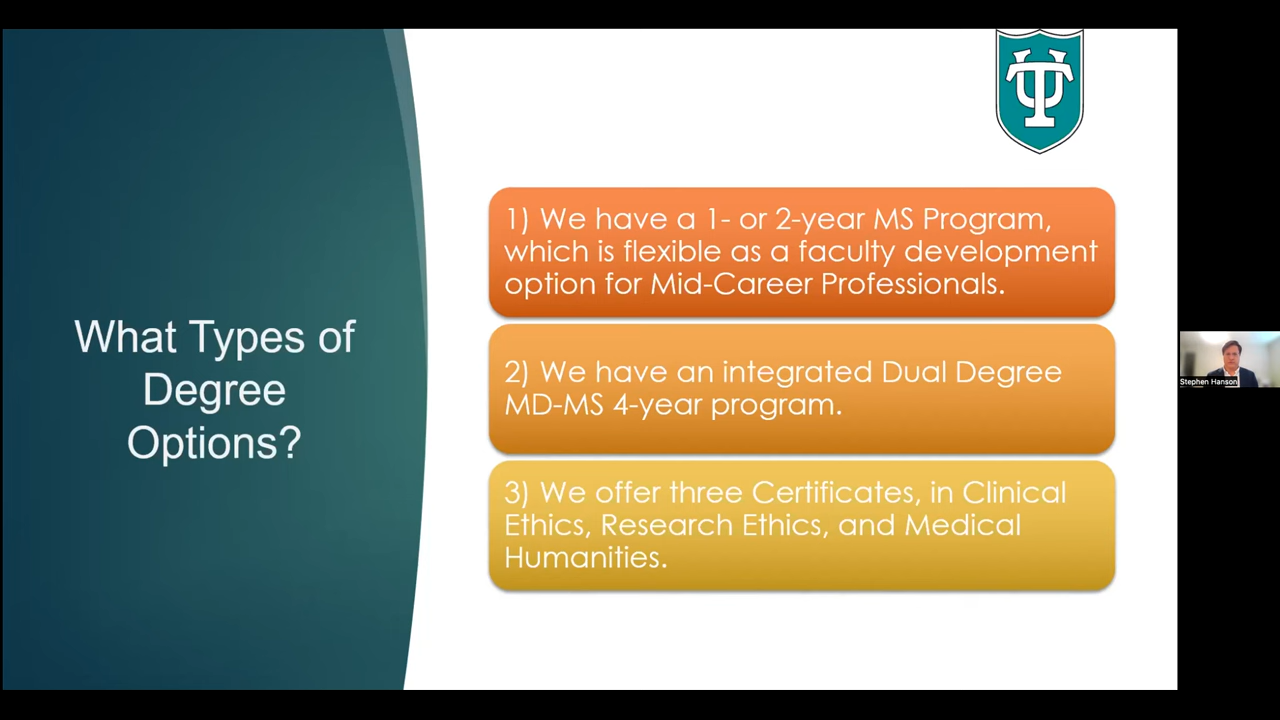 What Types of
Degree
Options?
1) We have a 1- or 2-year MS Program,
which is flexible as a faculty development
option for Mid-Career Professionals.
2) We have an integrated Dual Degree
MD-MS 4-year program.
3) We offer three Certificates, in Clinical
Ethics, Research Ethics, and Medical
Humanities.
Stephen Hanson